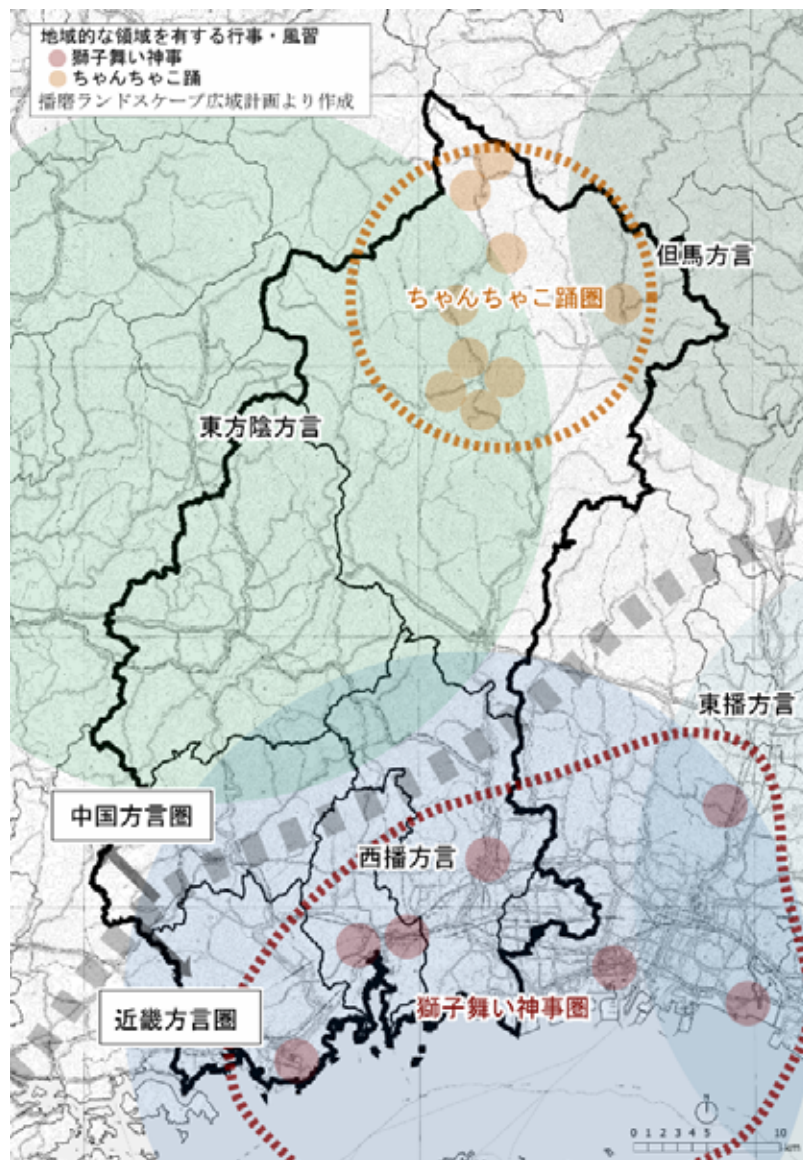 地域的な領域を有する行事・風習
獅子舞い神事
ちゃんちゃこ踊
播磨ランドスケープ広域計画より作成
但馬方言
ちゃんちゃこ踊圏
東方陰方言
東播方言
中国方言圏
西播方言
近畿方言圏
獅子舞い神事圏
N
0 1 2 3 4 5 10
km